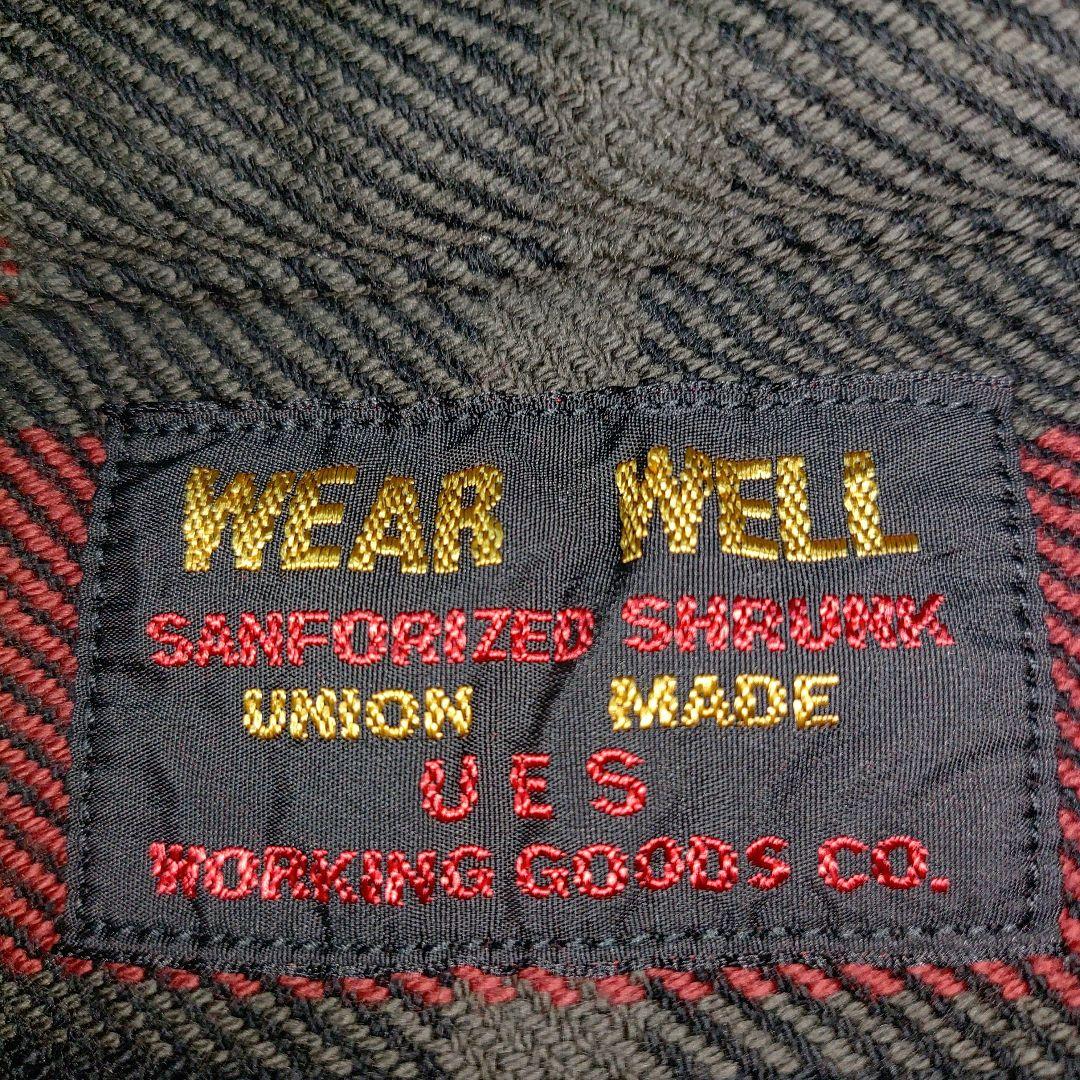 WEAR WELL
SANFORIZED SHRUNK
UNION MADE
UES
WORKING GOODS CO.